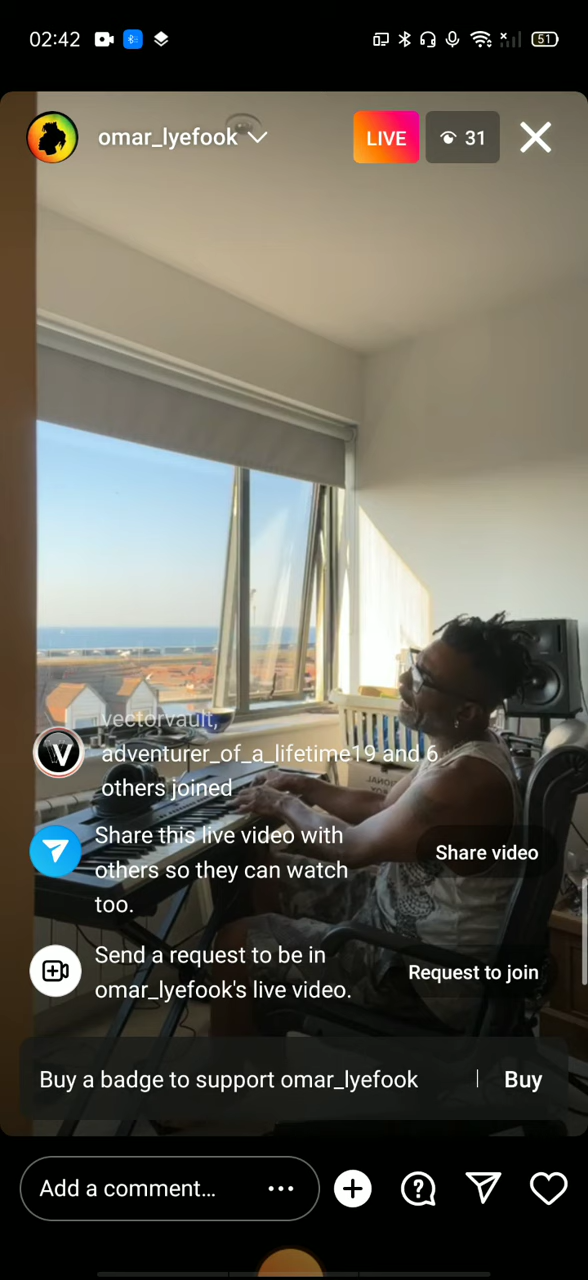 02:42
51
omar_lyefook
LIVE
31
vectorvault,
adventurer_of_a_lifetime19 and 6
others joined
V
Share this live video with
others so they can watch
too.
Share video
Send a request to be in
omar_lyefook's live video.
Request to join
Buy a badge to support omar_lyefook
Buy
Add a comment...